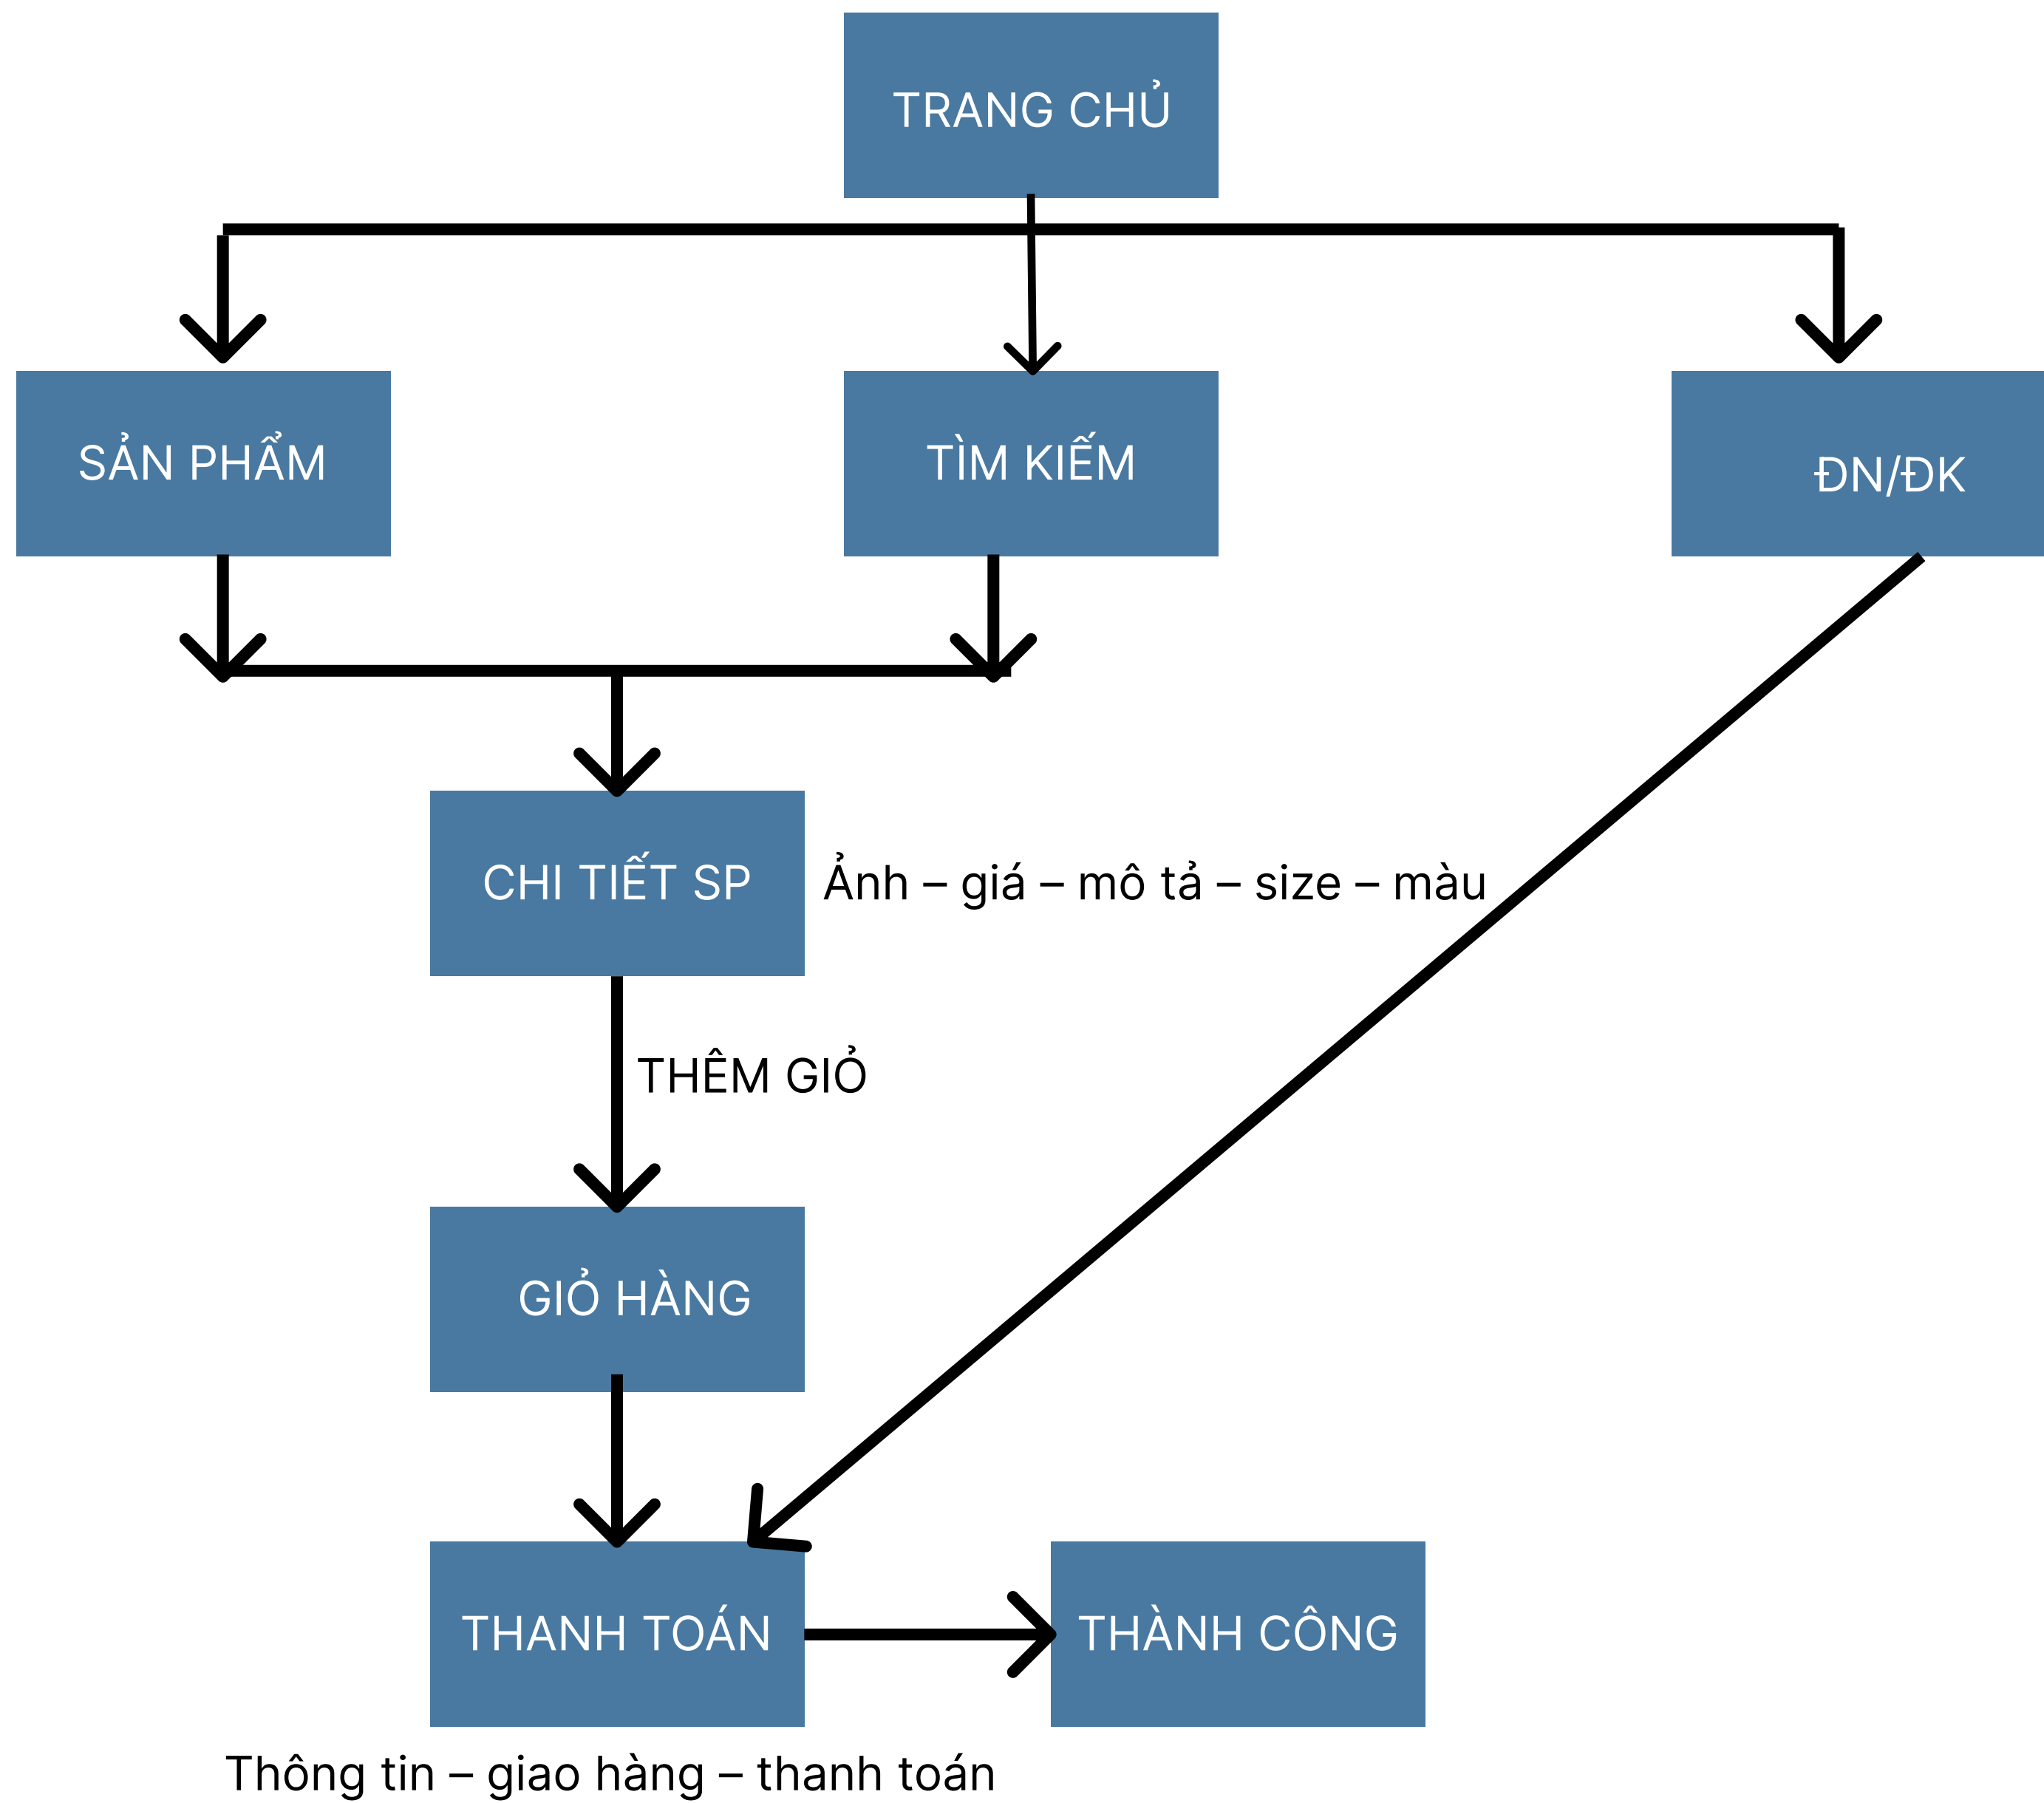 TRANG CHỦ
SẢN PHẨM
TÌM KIẾM
ĐN/ĐK
CHI TIẾT SP
Ảnh – giá – mô tả – size – màu
THÊM GIỎ
GIỎ HÀNG
THANH TOÁN
THÀNH CÔNG
Thông tin – giao hàng – thanh toán